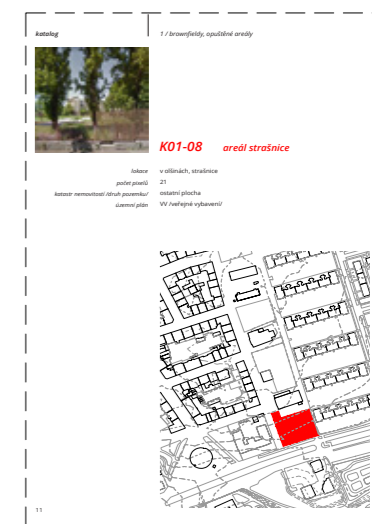 katalog
1 / brownfieldy, opuštěné areály
K01-08 areál strašnice
lokace v olšinách, strašnice
počet pixelů 21
katastr nemovitostí /druh pozemku/ ostatní plocha
územní plán VV /veřejné vybavení/
11